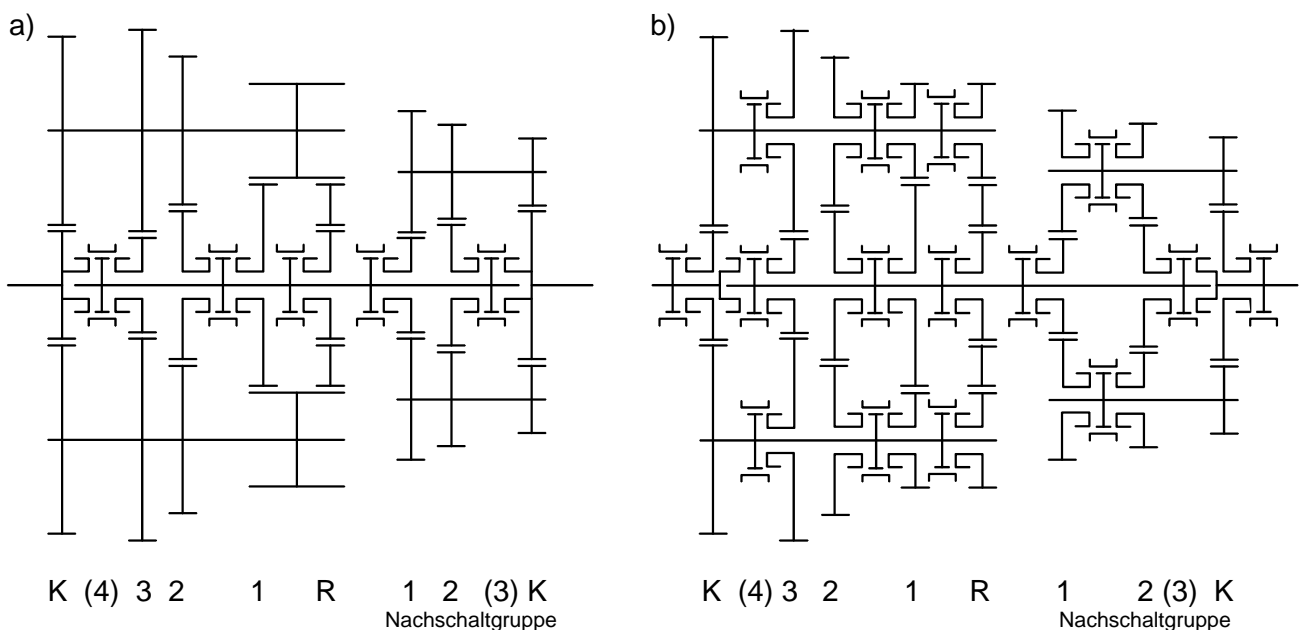 a)
b)
K (4) 3 2 1 R 1 2 (3) K
Nachschaltgruppe
K (4) 3 2 1 R 1 2 (3) K
Nachschaltgruppe